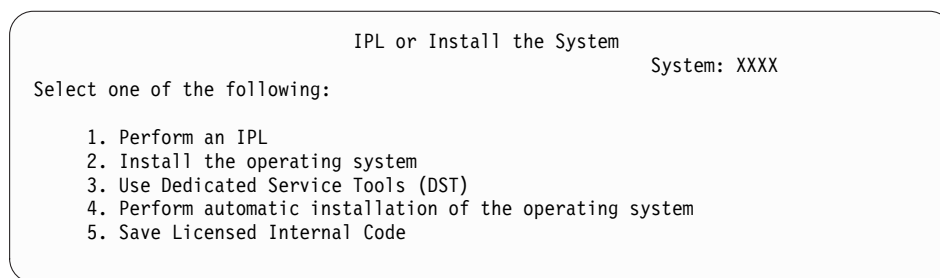 IPL or Install the System
System: XXXX
Select one of the following:
1. Perform an IPL
2. Install the operating system
3. Use Dedicated Service Tools (DST)
4. Perform automatic installation of the operating system
5. Save Licensed Internal Code